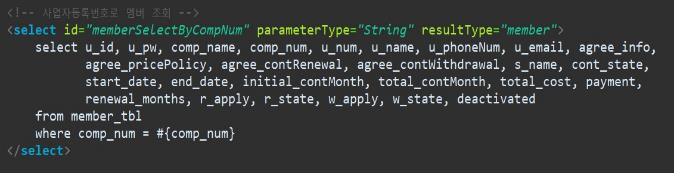 <!-- 사업자등록번호로 멤버 조회 -->
<select id="memberSelectByCompNum" parameterType="String" resultType="member">
select u_id, u_pw, comp_name, comp_num, u_num, u_name, u_phoneNum, u_email, agree_info,
agree_pricePolicy, agree_contRenewal, agree_contWithdrawal, s_name, cont_state,
start_date, end_date, initial_contMonth, total_contMonth, total_cost, payment,
renewal_months, r_apply, r_state, w_apply, w_state, deactivated
from member_tbl
where comp_num = #{comp_num}
</select>